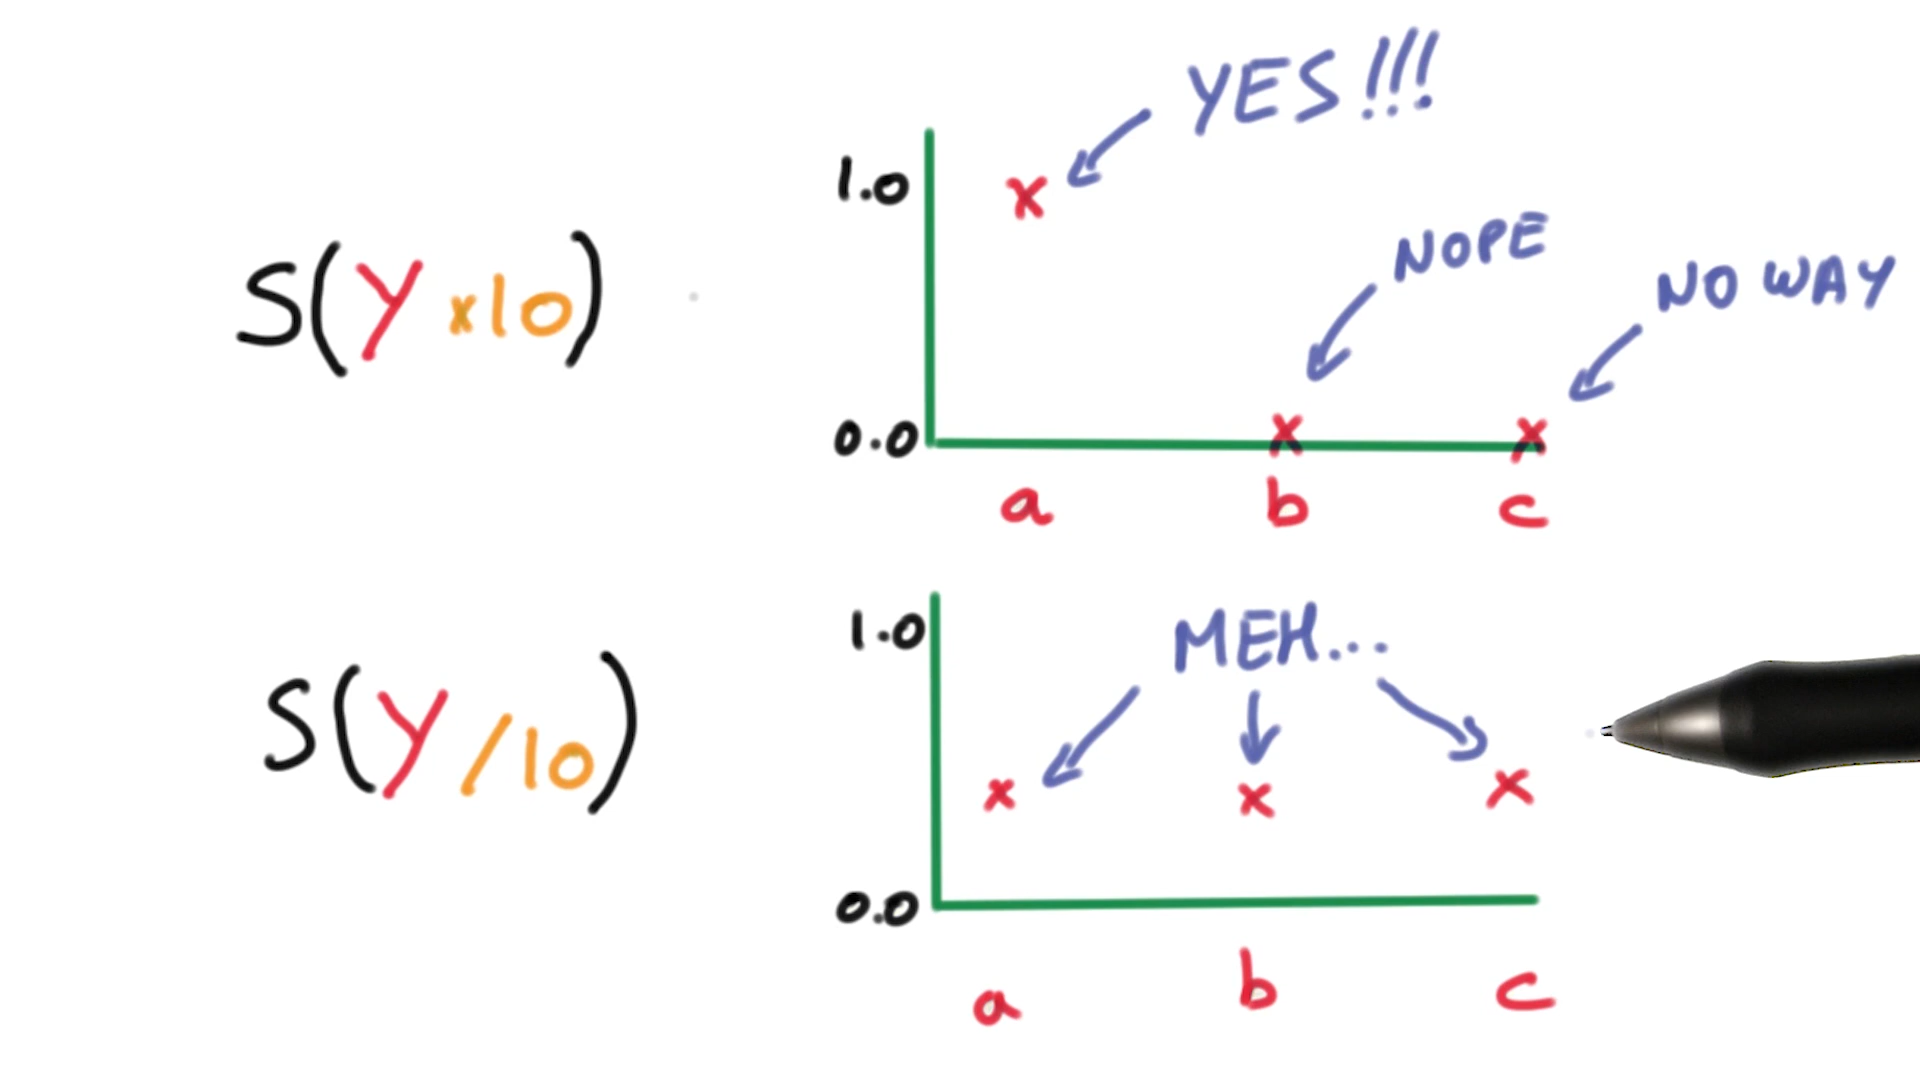 YES!!!
1.0
x
NOPE
NO WAY
S(Y x10)
0.0
x
x
a
b
c
1.0
MEH...
S(Y/10)
x
x
x
0.0
a
b
c